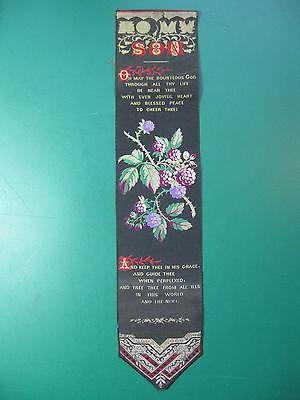 TO MY
SON
OH MAY THE BOUNTEOUS GOD
THROUGH ALL THY LIFE
BE NEAR THEE
WITH EVER JOYFUL HEART
AND BLESSED PEACE
TO CHEER THEE!
AND KEEP THEE IN HIS GRACE,
AND GUIDE THEE
WHEN PERPLEXED,
AND FREE THEE FROM ALL ILLS
IN THIS WORLD
AND THE NEXT.